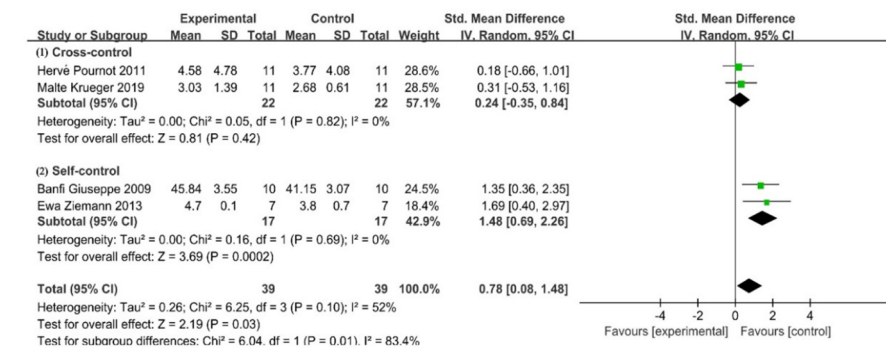 Experimental Control Std. Mean Difference Std. Mean Difference
Study or Subgroup Mean SD Total Mean SD Total Weight IV. Random. 95% CI IV. Random. 95% CI
(1) Cross-control
Hervè Pournot 2011 4.58 4.78 11 3.77 4.08 11 28.6% 0.18 [-0.66, 1.01]
Malte Krueger 2019 3.03 1.39 11 2.68 0.61 11 28.5% 0.31 [-0.53, 1.16]
Subtotal (95% CI) 22 22 57.1% 0.24 [-0.35, 0.84]
Heterogeneity: Tau² = 0.00; Chi² = 0.05, df = 1 (P = 0.82); I² = 0%
Test for overall effect: Z = 0.81 (P = 0.42)
(2) Self-control
Banfi Giuseppe 2009 45.84 3.55 10 41.15 3.07 10 24.5% 1.35 [0.36, 2.35]
Ewa Ziemann 2013 4.7 0.1 7 3.8 0.7 7 18.4% 1.69 [0.40, 2.97]
Subtotal (95% CI) 17 17 42.9% 1.48 [0.69, 2.26]
Heterogeneity: Tau² = 0.00; Chi² = 0.16, df = 1 (P = 0.69); I² = 0%
Test for overall effect: Z = 3.69 (P = 0.0002)
Total (95% CI) 39 39 100.0% 0.78 [0.08, 1.48]
Heterogeneity: Tau² = 0.26; Chi² = 6.25, df = 3 (P = 0.10); I² = 52%
Test for overall effect: Z = 2.19 (P = 0.03)
Test for subgroup differences: Chi² = 6.04, df = 1 (P = 0.01), I² = 83.4%
-4 -2 0 2 4
Favours [experimental] Favours [control]